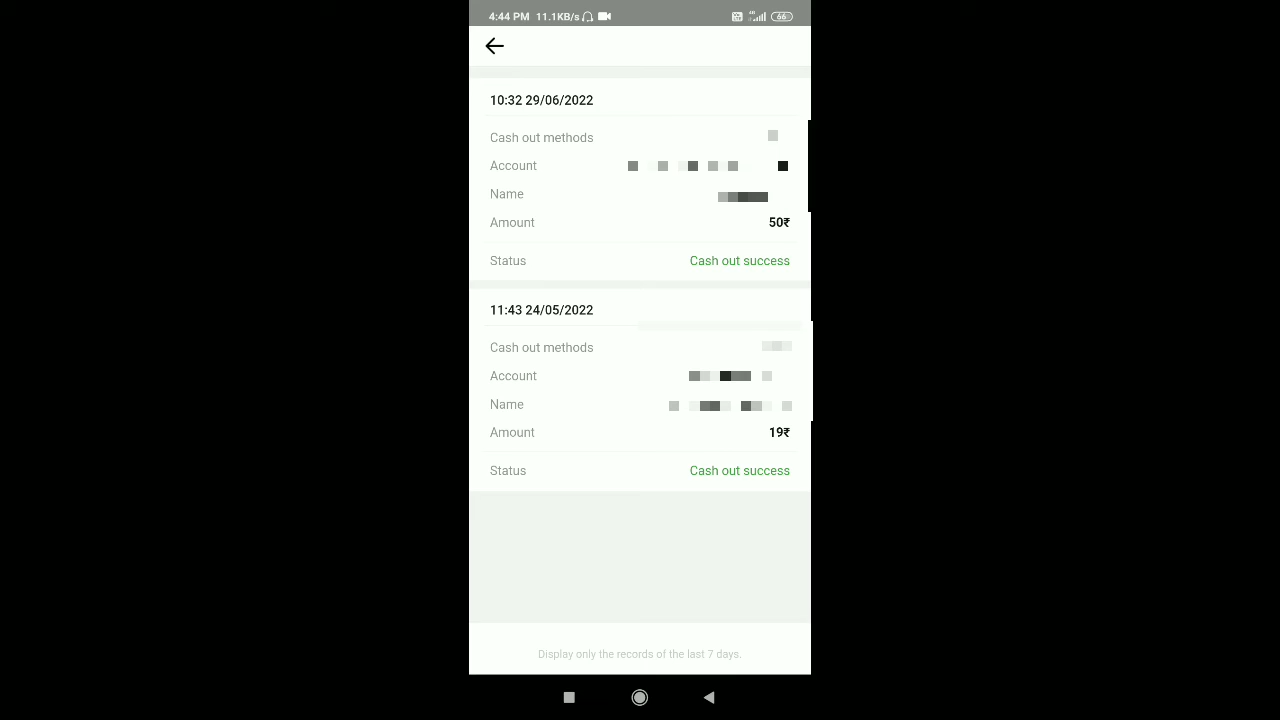 4:44 PM 11.1KB/s 4G 66
10:32 29/06/2022
Cash out methods
Account
Name
Amount 50₹
Status Cash out success
11:43 24/05/2022
Cash out methods
Account
Name
Amount 19₹
Status Cash out success
Display only the records of the last 7 days.